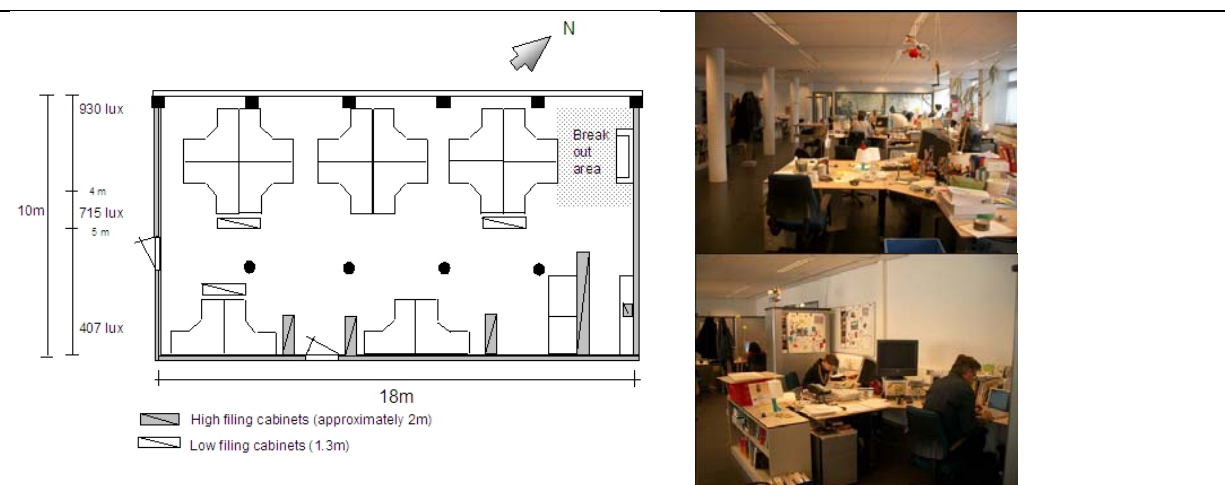 N
930 lux
Break
out
area
4 m
10m
715 lux
5 m
407 lux
18m
High filing cabinets (approximately 2m)
Low filing cabinets (1.3m)